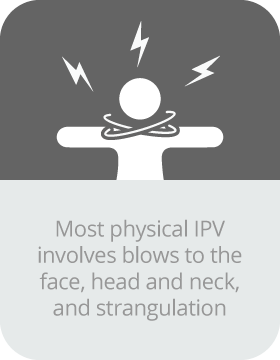 Most physical IPV
involves blows to the
face, head and neck,
and strangulation